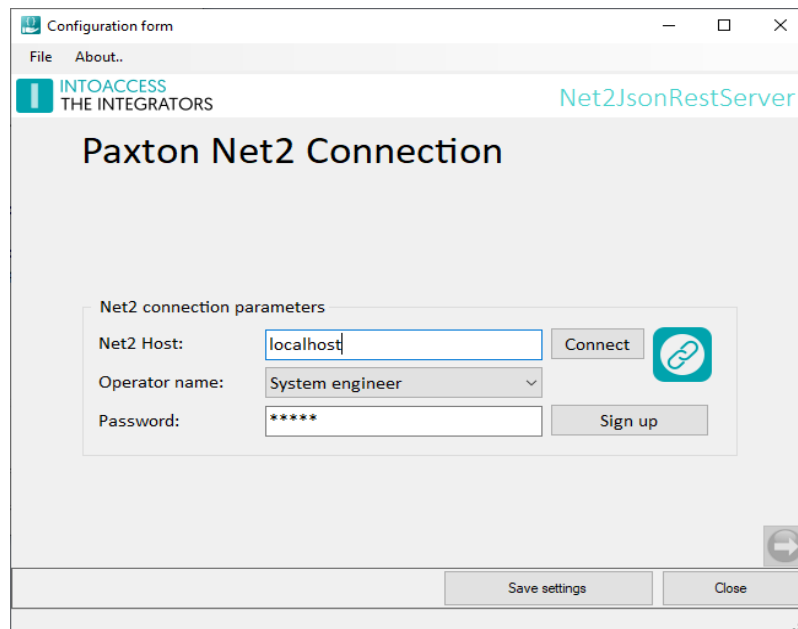 Configuration form
File About..
INTOACCESS
THE INTEGRATORS
Net2JsonRestServer
Paxton Net2 Connection
Net2 connection parameters
Net2 Host: localhost Connect
Operator name: System engineer
Password: ***** Sign up
Save settings Close